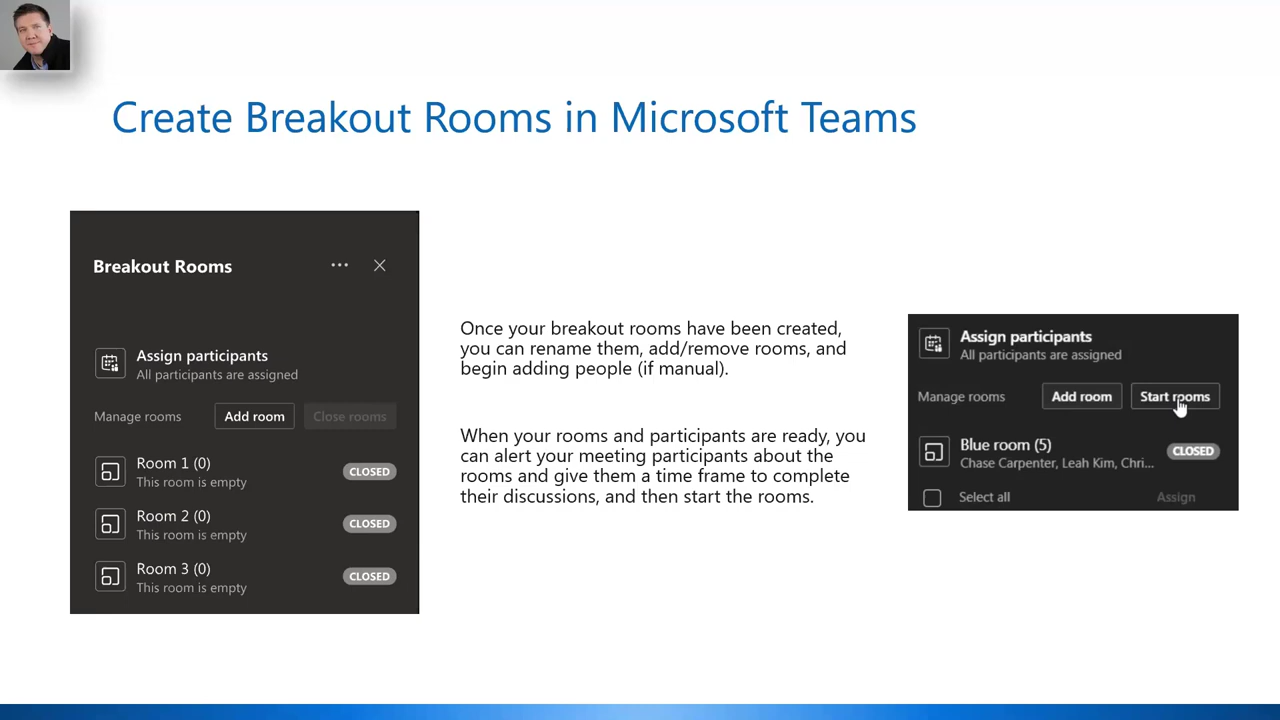 Create Breakout Rooms in Microsoft Teams
Breakout Rooms
Assign participants
All participants are assigned
Manage rooms Add room Close rooms
Room 1 (0)
This room is empty
CLOSED
Room 2 (0)
This room is empty
CLOSED
Room 3 (0)
This room is empty
CLOSED
Once your breakout rooms have been created,
you can rename them, add/remove rooms, and
begin adding people (if manual).
When your rooms and participants are ready, you
can alert your meeting participants about the
rooms and give them a time frame to complete
their discussions, and then start the rooms.
Assign participants
All participants are assigned
Manage rooms Add room Start rooms
Blue room (5)
Chase Carpenter, Leah Kim, Chri...
CLOSED
Select all Assign